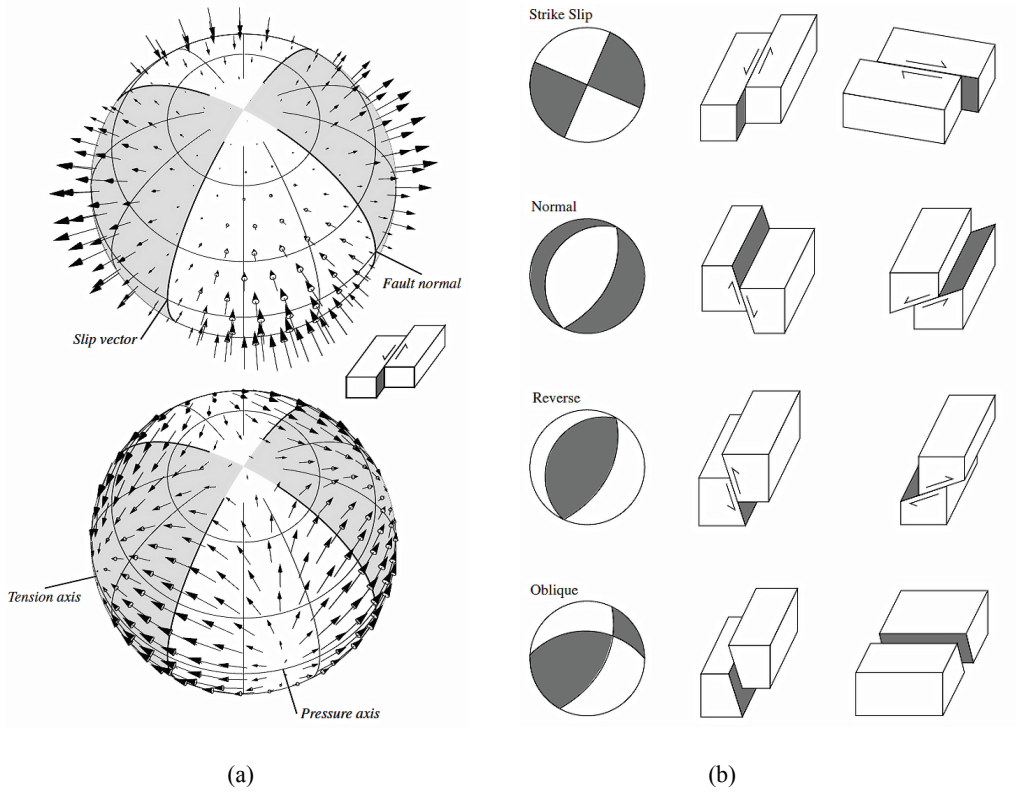 Fault normal
Slip vector
Tension axis
Pressure axis
(a)
Strike Slip
Normal
Reverse
Oblique
(b)